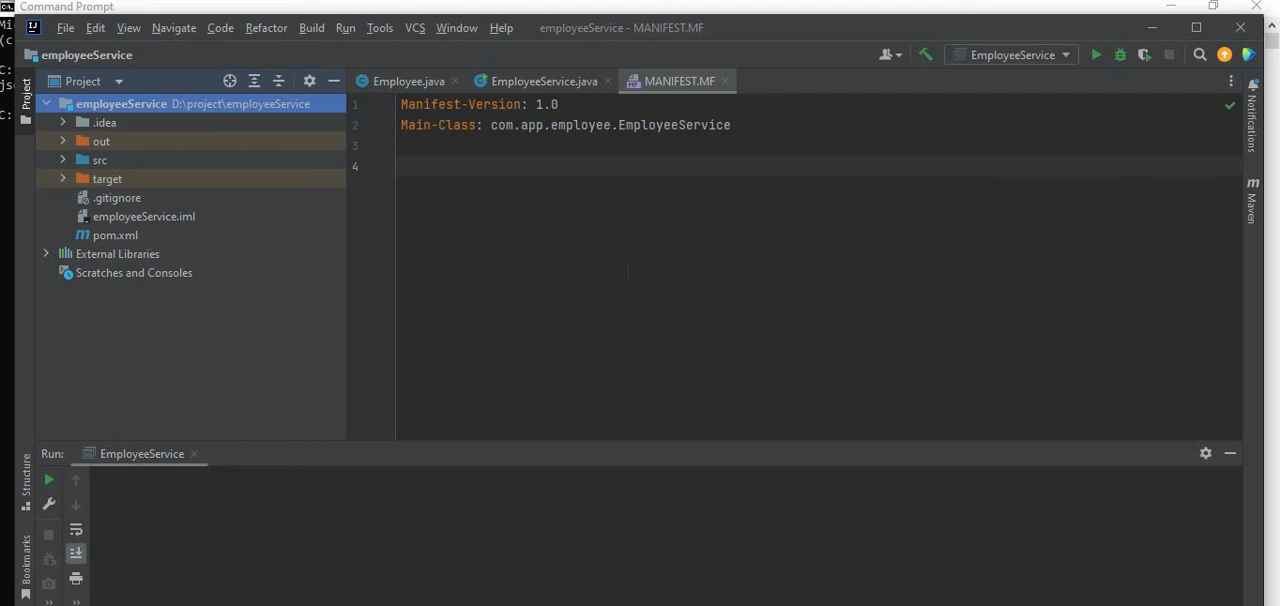 Command Prompt
Mi
(c
C:
js
C:
File Edit View Navigate Code Refactor Build Run Tools VCS Window Help employeeService - MANIFEST.MF
employeeService EmployeeService
Project Employee.java EmployeeService.java MANIFEST.MF
Project
Notifications
Maven
Structure
Bookmarks
employeeService D:\project\employeeService
.idea
out
src
target
.gitignore
employeeService.iml
pom.xml
External Libraries
Scratches and Consoles
1 Manifest-Version: 1.0
2 Main-Class: com.app.employee.EmployeeService
3
4
Run: EmployeeService